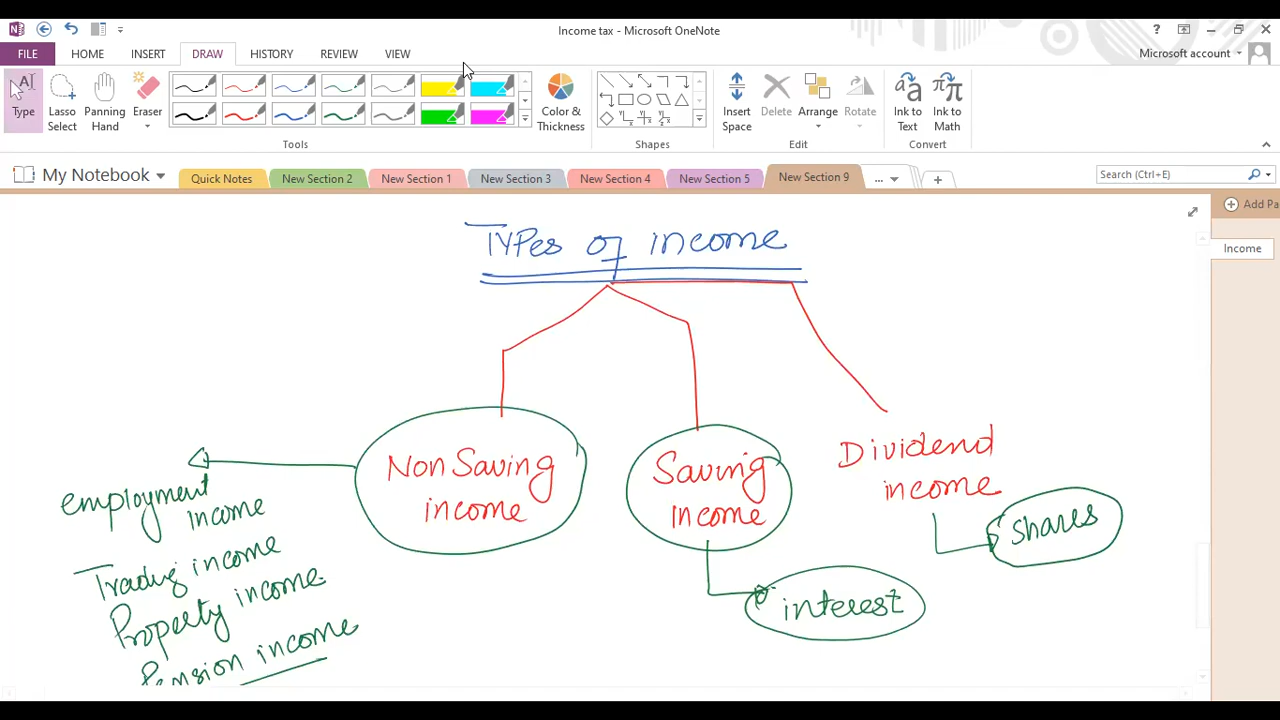 Income tax - Microsoft OneNote
FILE HOME INSERT DRAW HISTORY REVIEW VIEW
Microsoft account
Type
Lasso Select
Panning Hand
Eraser
Color & Thickness
Insert Space
Delete
Arrange
Rotate
Ink to Text
Ink to Math
Tools Shapes Edit Convert
My Notebook Quick Notes New Section 2 New Section 1 New Section 3 New Section 4 New Section 5 New Section 9 ...
Search (Ctrl+E)
Add Pa
Income
Types of income
Non Saving
income
Saving
Income
Dividend
income
shares
interest
employment
income
Trading income
Property income
Pension income